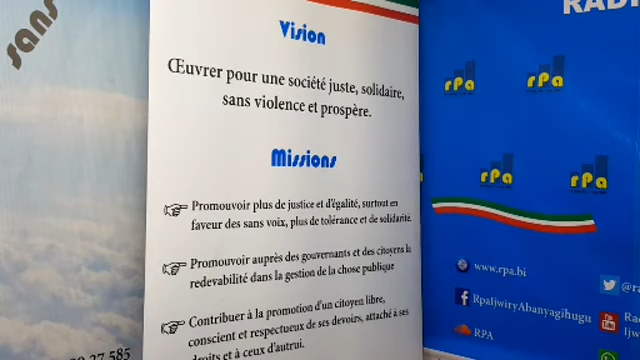 sans
27 585
Vision
Œuvrer pour une société juste, solidaire,
sans violence et prospère.
Missions
Promouvoir plus de justice et d'égalité, surtout en
faveur des sans voix, plus de tolérance et de solidarité.
Promouvoir auprès des gouvernants et des citoyens la
redevabilité dans la gestion de la chose publique
Contribuer à la promotion d'un citoyen libre,
conscient et respectueux de ses devoirs, attaché à ses
droits et à ceux d'autrui.
RADI
rPa
rPa
rPa
rPa
www.rpa.bi
RpaIjwiryAbanyagihugu
RPA
@ra
Rad
Ijw